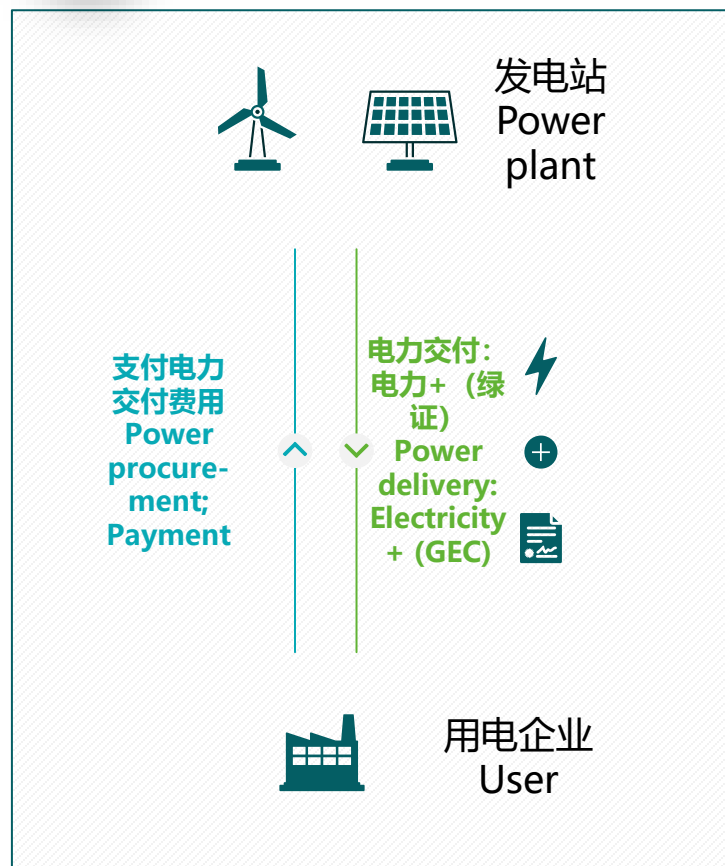 发电站
Power
plant
支付电力
交付费用
Power
procure-
ment;
Payment
电力交付：
电力+（绿
证）
Power
delivery:
Electricity
+ (GEC)
用电企业
User